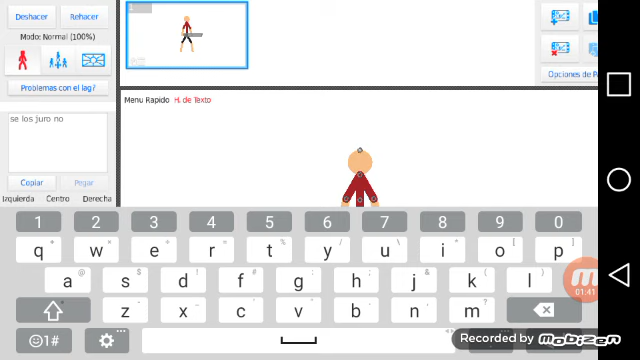 Deshacer Rehacer
Modo: Normal (100%)
Problemas con el lag?
se los juro no
Copiar Pegar
Izquierda Centro Derecha
Menu Rapido H. de Texto
Opciones de Pa
1 2 3 4 5 6 7 8 9 0
q w e r t y u i o p
a s d f g h j k l
z x c v b n m
1#
01:41
Recorded by Mobizen